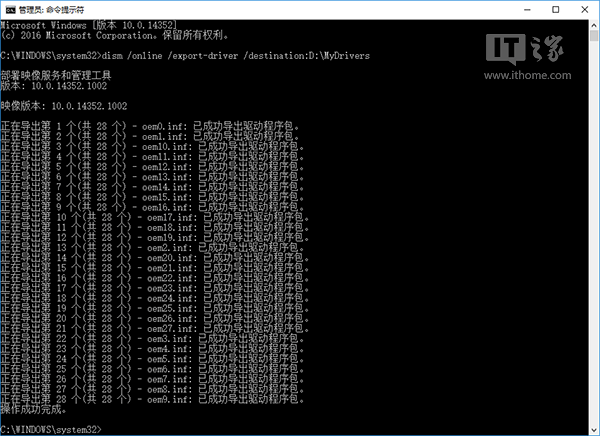 管理员: 命令提示符
Microsoft Windows [版本 10.0.14352]
(c) 2016 Microsoft Corporation。保留所有权利。
IT之家
www.ithome.com
C:\WINDOWS\system32>dism /online /export-driver /destination:D:\MyDrivers
部署映像服务和管理工具
版本: 10.0.14352.1002
映像版本: 10.0.14352.1002
正在导出第 1 个(共 28 个) - oem0.inf: 已成功导出驱动程序包。
正在导出第 2 个(共 28 个) - oem1.inf: 已成功导出驱动程序包。
正在导出第 3 个(共 28 个) - oem10.inf: 已成功导出驱动程序包。
正在导出第 4 个(共 28 个) - oem11.inf: 已成功导出驱动程序包。
正在导出第 5 个(共 28 个) - oem12.inf: 已成功导出驱动程序包。
正在导出第 6 个(共 28 个) - oem13.inf: 已成功导出驱动程序包。
正在导出第 7 个(共 28 个) - oem14.inf: 已成功导出驱动程序包。
正在导出第 8 个(共 28 个) - oem15.inf: 已成功导出驱动程序包。
正在导出第 9 个(共 28 个) - oem16.inf: 已成功导出驱动程序包。
正在导出第 10 个(共 28 个) - oem17.inf: 已成功导出驱动程序包。
正在导出第 11 个(共 28 个) - oem18.inf: 已成功导出驱动程序包。
正在导出第 12 个(共 28 个) - oem19.inf: 已成功导出驱动程序包。
正在导出第 13 个(共 28 个) - oem2.inf: 已成功导出驱动程序包。
正在导出第 14 个(共 28 个) - oem20.inf: 已成功导出驱动程序包。
正在导出第 15 个(共 28 个) - oem21.inf: 已成功导出驱动程序包。
正在导出第 16 个(共 28 个) - oem22.inf: 已成功导出驱动程序包。
正在导出第 17 个(共 28 个) - oem23.inf: 已成功导出驱动程序包。
正在导出第 18 个(共 28 个) - oem24.inf: 已成功导出驱动程序包。
正在导出第 19 个(共 28 个) - oem25.inf: 已成功导出驱动程序包。
正在导出第 20 个(共 28 个) - oem26.inf: 已成功导出驱动程序包。
正在导出第 21 个(共 28 个) - oem27.inf: 已成功导出驱动程序包。
正在导出第 22 个(共 28 个) - oem3.inf: 已成功导出驱动程序包。
正在导出第 23 个(共 28 个) - oem4.inf: 已成功导出驱动程序包。
正在导出第 24 个(共 28 个) - oem5.inf: 已成功导出驱动程序包。
正在导出第 25 个(共 28 个) - oem6.inf: 已成功导出驱动程序包。
正在导出第 26 个(共 28 个) - oem7.inf: 已成功导出驱动程序包。
正在导出第 27 个(共 28 个) - oem8.inf: 已成功导出驱动程序包。
正在导出第 28 个(共 28 个) - oem9.inf: 已成功导出驱动程序包。
操作成功完成。
C:\WINDOWS\system32>